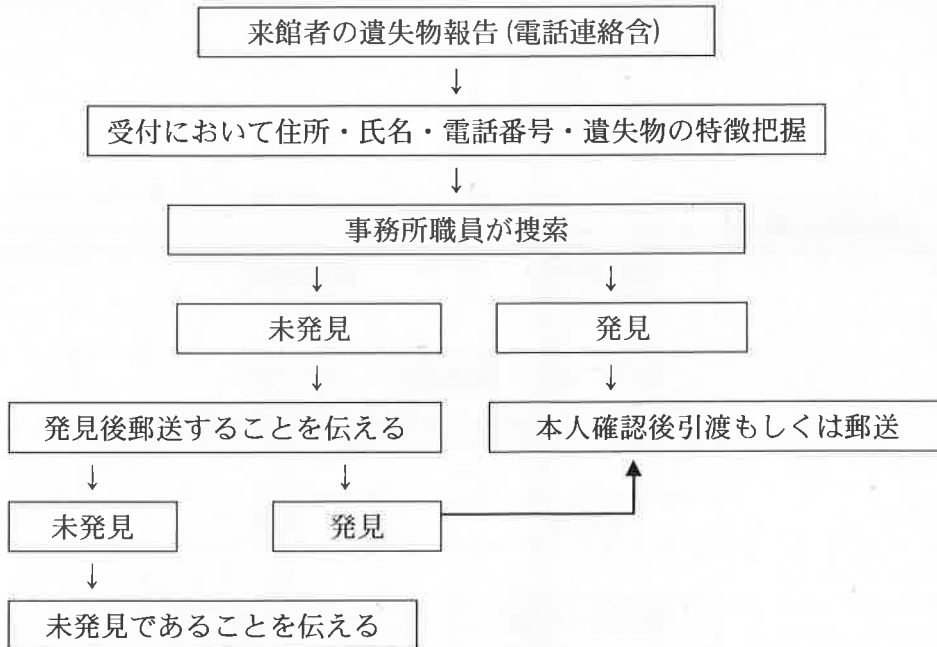 来館者の遺失物報告(電話連絡含)
↓
受付において住所・氏名・電話番号・遺失物の特徴把握
↓
事務所職員が捜索
↓ ↓
未発見 発見
↓ ↓
発見後郵送することを伝える 本人確認後引渡もしくは郵送
↓ ↓
未発見 発見
↓
未発見であることを伝える